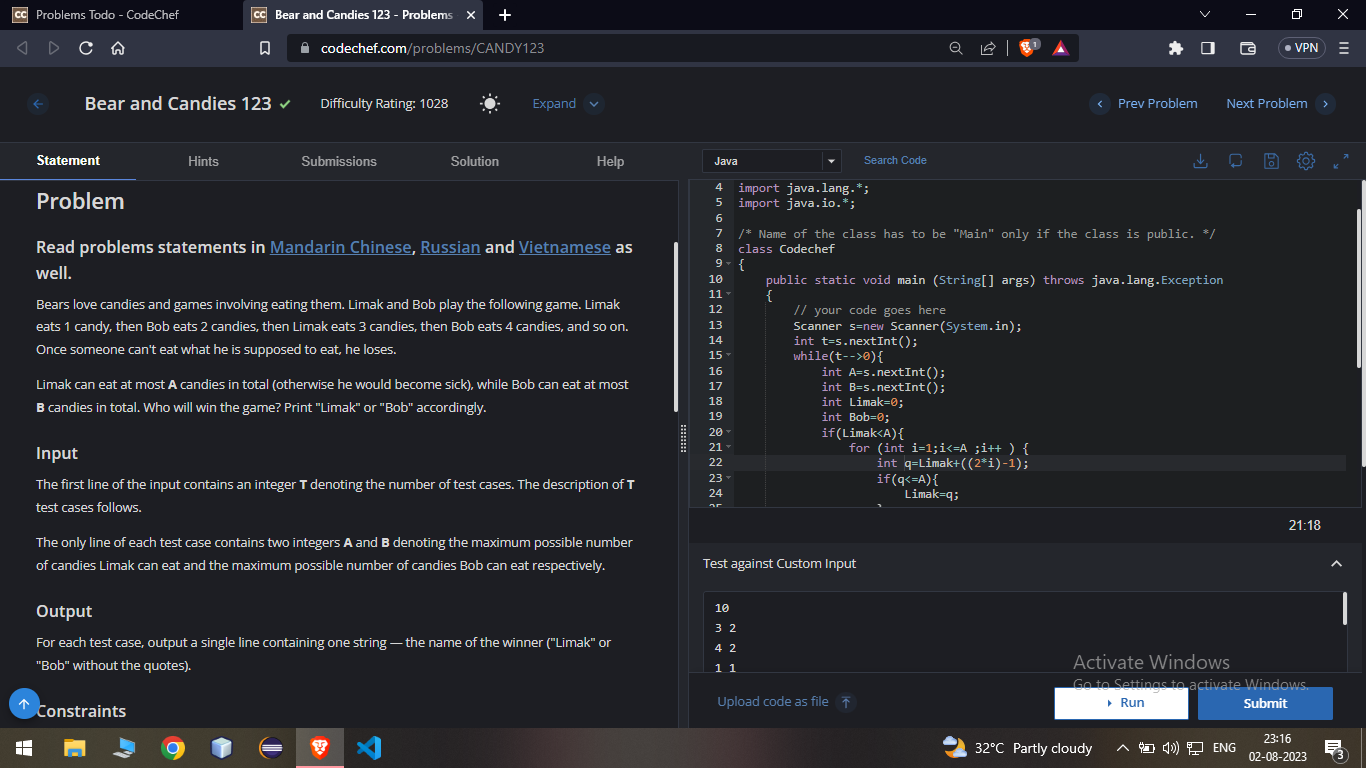 Problems Todo - CodeChef
Bear and Candies 123 - Problems
codechef.com/problems/CANDY123
1
VPN
Bear and Candies 123
Difficulty Rating: 1028
Expand
Prev Problem
Next Problem
Statement
Hints
Submissions
Solution
Help
Problem
Read problems statements in Mandarin Chinese, Russian and Vietnamese as
well.
Bears love candies and games involving eating them. Limak and Bob play the following game. Limak
eats 1 candy, then Bob eats 2 candies, then Limak eats 3 candies, then Bob eats 4 candies, and so on.
Once someone can't eat what he is supposed to eat, he loses.
Limak can eat at most A candies in total (otherwise he would become sick), while Bob can eat at most
B candies in total. Who will win the game? Print "Limak" or "Bob" accordingly.
Input
The first line of the input contains an integer T denoting the number of test cases. The description of T
test cases follows.
The only line of each test case contains two integers A and B denoting the maximum possible number
of candies Limak can eat and the maximum possible number of candies Bob can eat respectively.
Output
For each test case, output a single line containing one string — the name of the winner ("Limak" or
"Bob" without the quotes).
Constraints
Java
Search Code
4 import java.lang.*;
5 import java.io.*;
6
7 /* Name of the class has to be "Main" only if the class is public. */
8 class Codechef
9 {
10 public static void main (String[] args) throws java.lang.Exception
11 {
12 // your code goes here
13 Scanner s=new Scanner(System.in);
14 int t=s.nextInt();
15 while(t-->0){
16 int A=s.nextInt();
17 int B=s.nextInt();
18 int Limak=0;
19 int Bob=0;
20 if(Limak<A){
21 for (int i=1;i<=A ;i++ ) {
22 int q=Limak+((2*i)-1);
23 if(q<=A){
24 Limak=q;
25 }
21:18
Test against Custom Input
10
3 2
4 2
1 1
Activate Windows
Go to Settings to activate Windows.
Upload code as file
Run
Submit
32°C Partly cloudy
ENG
23:16
02-08-2023
3